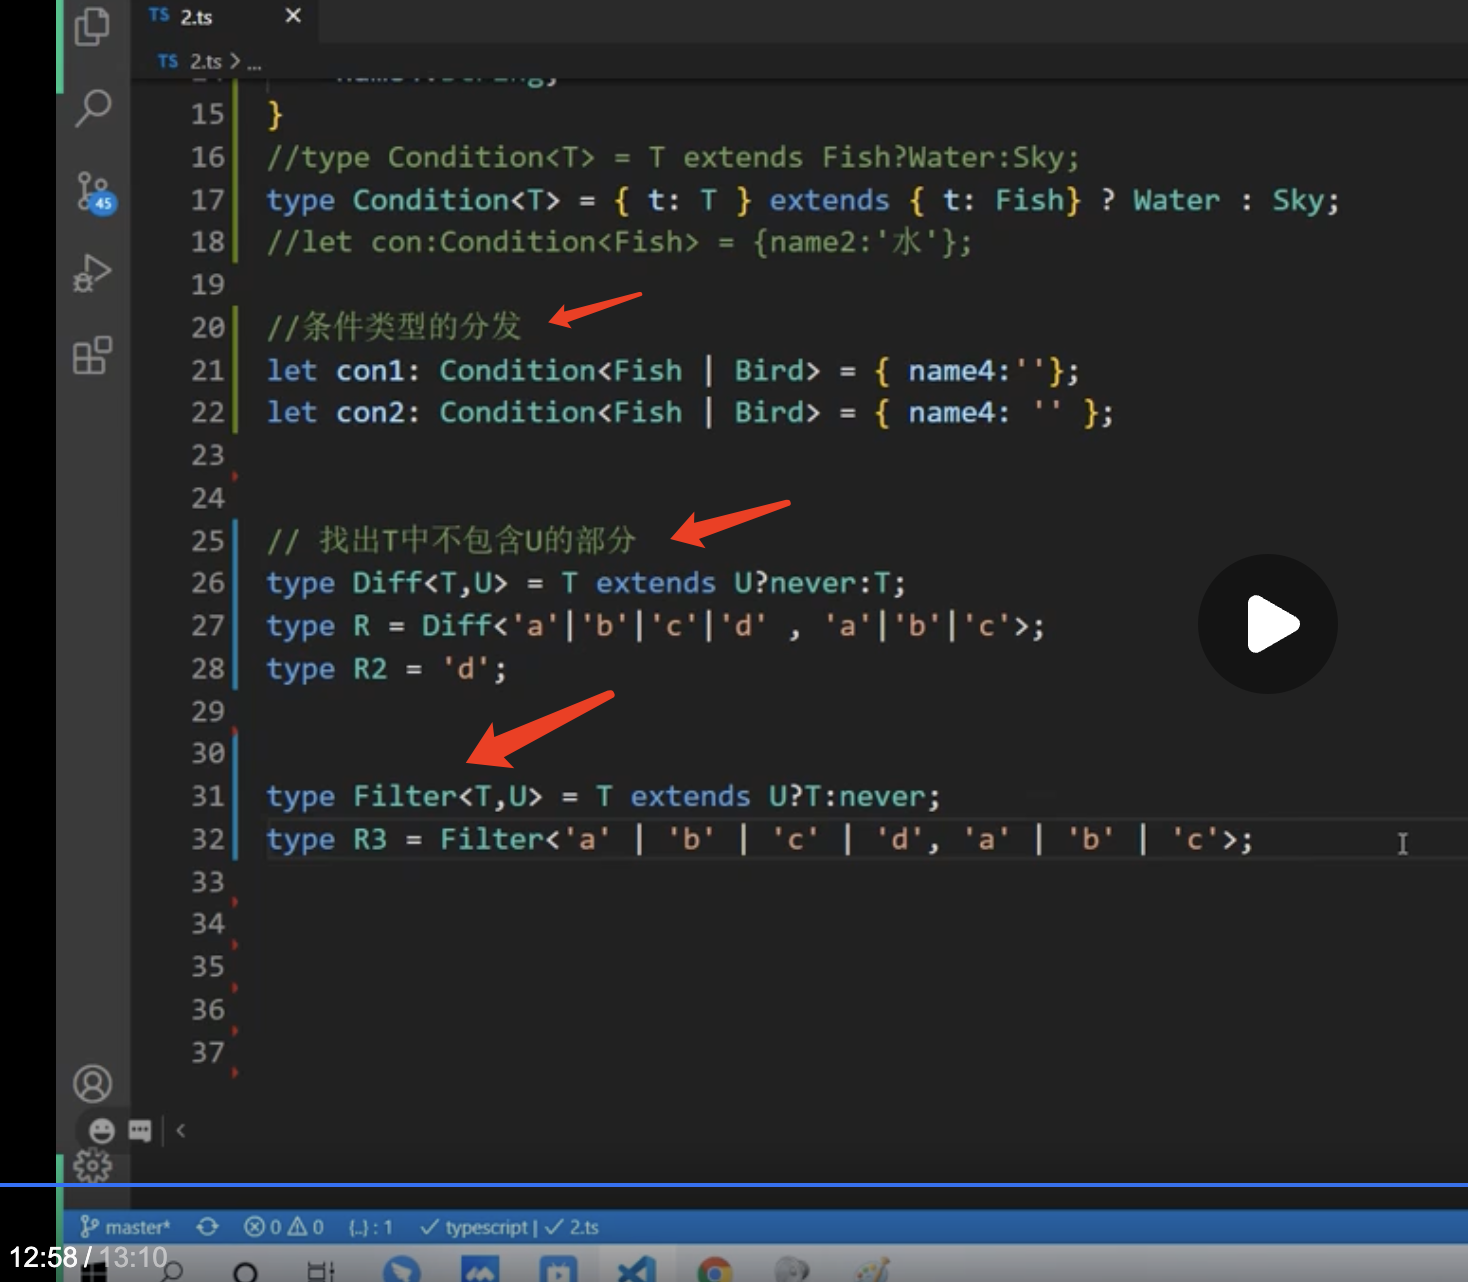 TS 2.ts ×
TS 2.ts > ...
15 }
16 //type Condition<T> = T extends Fish?Water:Sky;
17 type Condition<T> = { t: T } extends { t: Fish} ? Water : Sky;
18 //let con:Condition<Fish> = {name2:'水'};
19
20 //条件类型的分发
21 let con1: Condition<Fish | Bird> = { name4:''};
22 let con2: Condition<Fish | Bird> = { name4: '' };
23
24
25 // 找出T中不包含U的部分
26 type Diff<T,U> = T extends U?never:T;
27 type R = Diff<'a'|'b'|'c'|'d' , 'a'|'b'|'c'>;
28 type R2 = 'd';
29
30
31 type Filter<T,U> = T extends U?T:never;
32 type R3 = Filter<'a' | 'b' | 'c' | 'd', 'a' | 'b' | 'c'>;
33
34
35
36
37
45
master* 0 0 {..} : 1 ✓ typescript | ✓ 2.ts
12:58 / 13:10